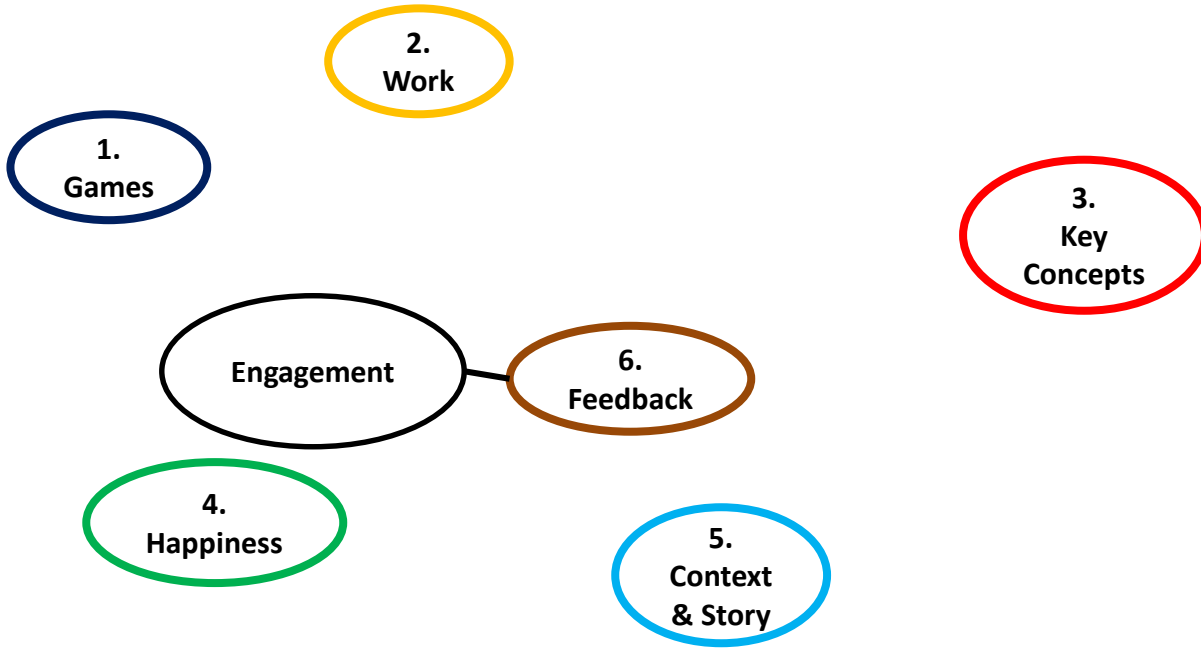 1.
Games
2.
Work
3.
Key
Concepts
Engagement
6.
Feedback
4.
Happiness
5.
Context
& Story